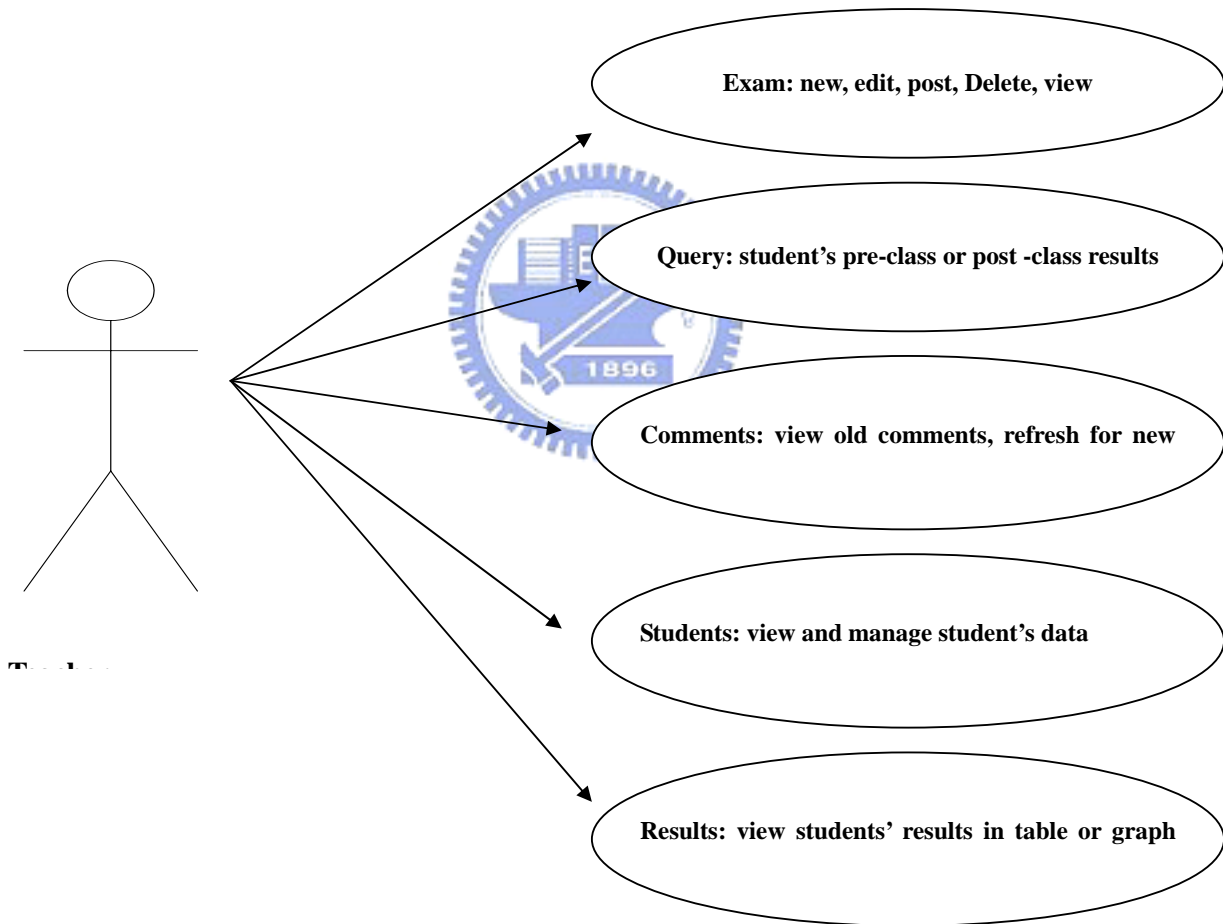 Exam: new, edit, post, Delete, view
Query: student's pre-class or post -class results
1896
Comments: view old comments, refresh for new
Students: view and manage student's data
Results: view students' results in table or graph